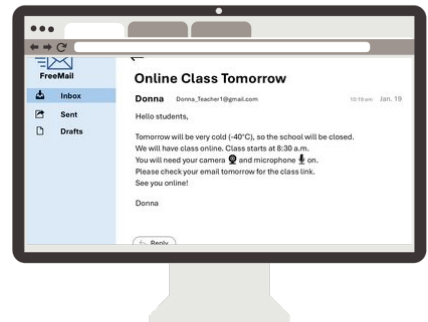 FreeMail
Inbox
Sent
Drafts
Online Class Tomorrow
Donna Donna_Teacher1@gmail.com 10:19 am Jan. 19
Hello students,
Tomorrow will be very cold (-40°C), so the school will be closed.
We will have class online. Class starts at 8:30 a.m.
You will need your camera and microphone on.
Please check your email tomorrow for the class link.
See you online!
Donna
Reply